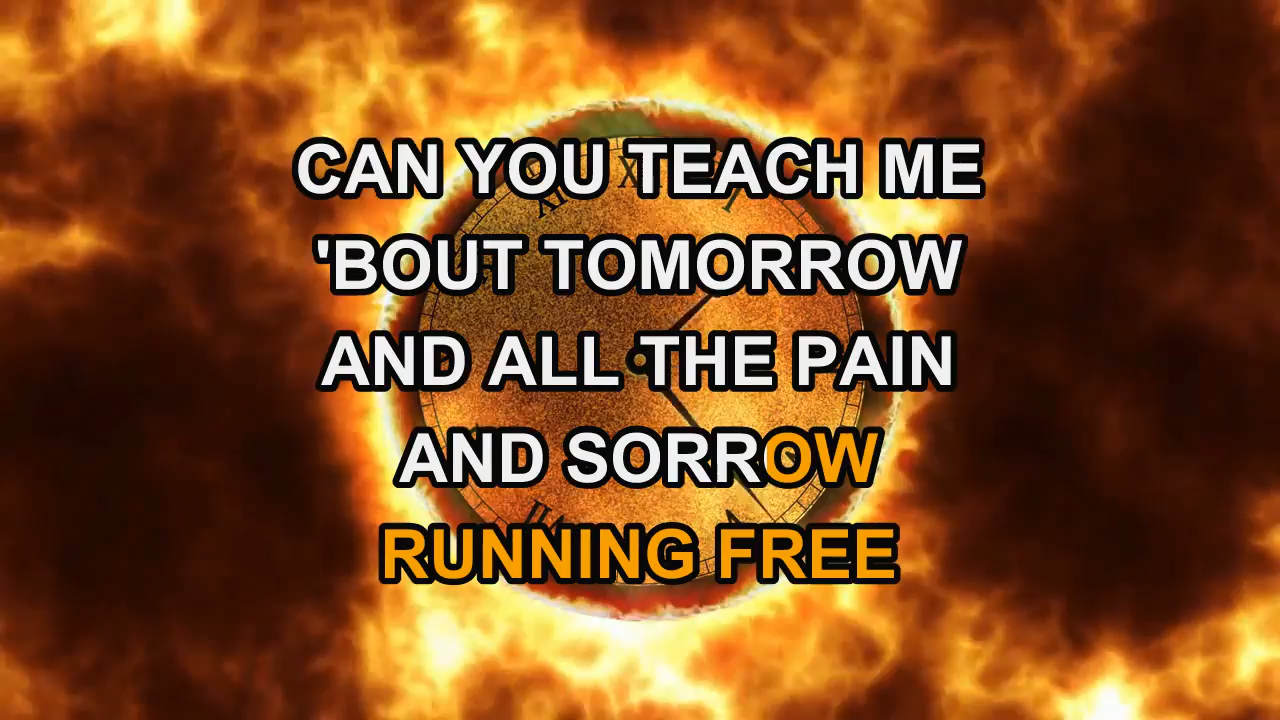 CAN YOU TEACH ME
'BOUT TOMORROW
AND ALL THE PAIN
AND SORROW
RUNNING FREE